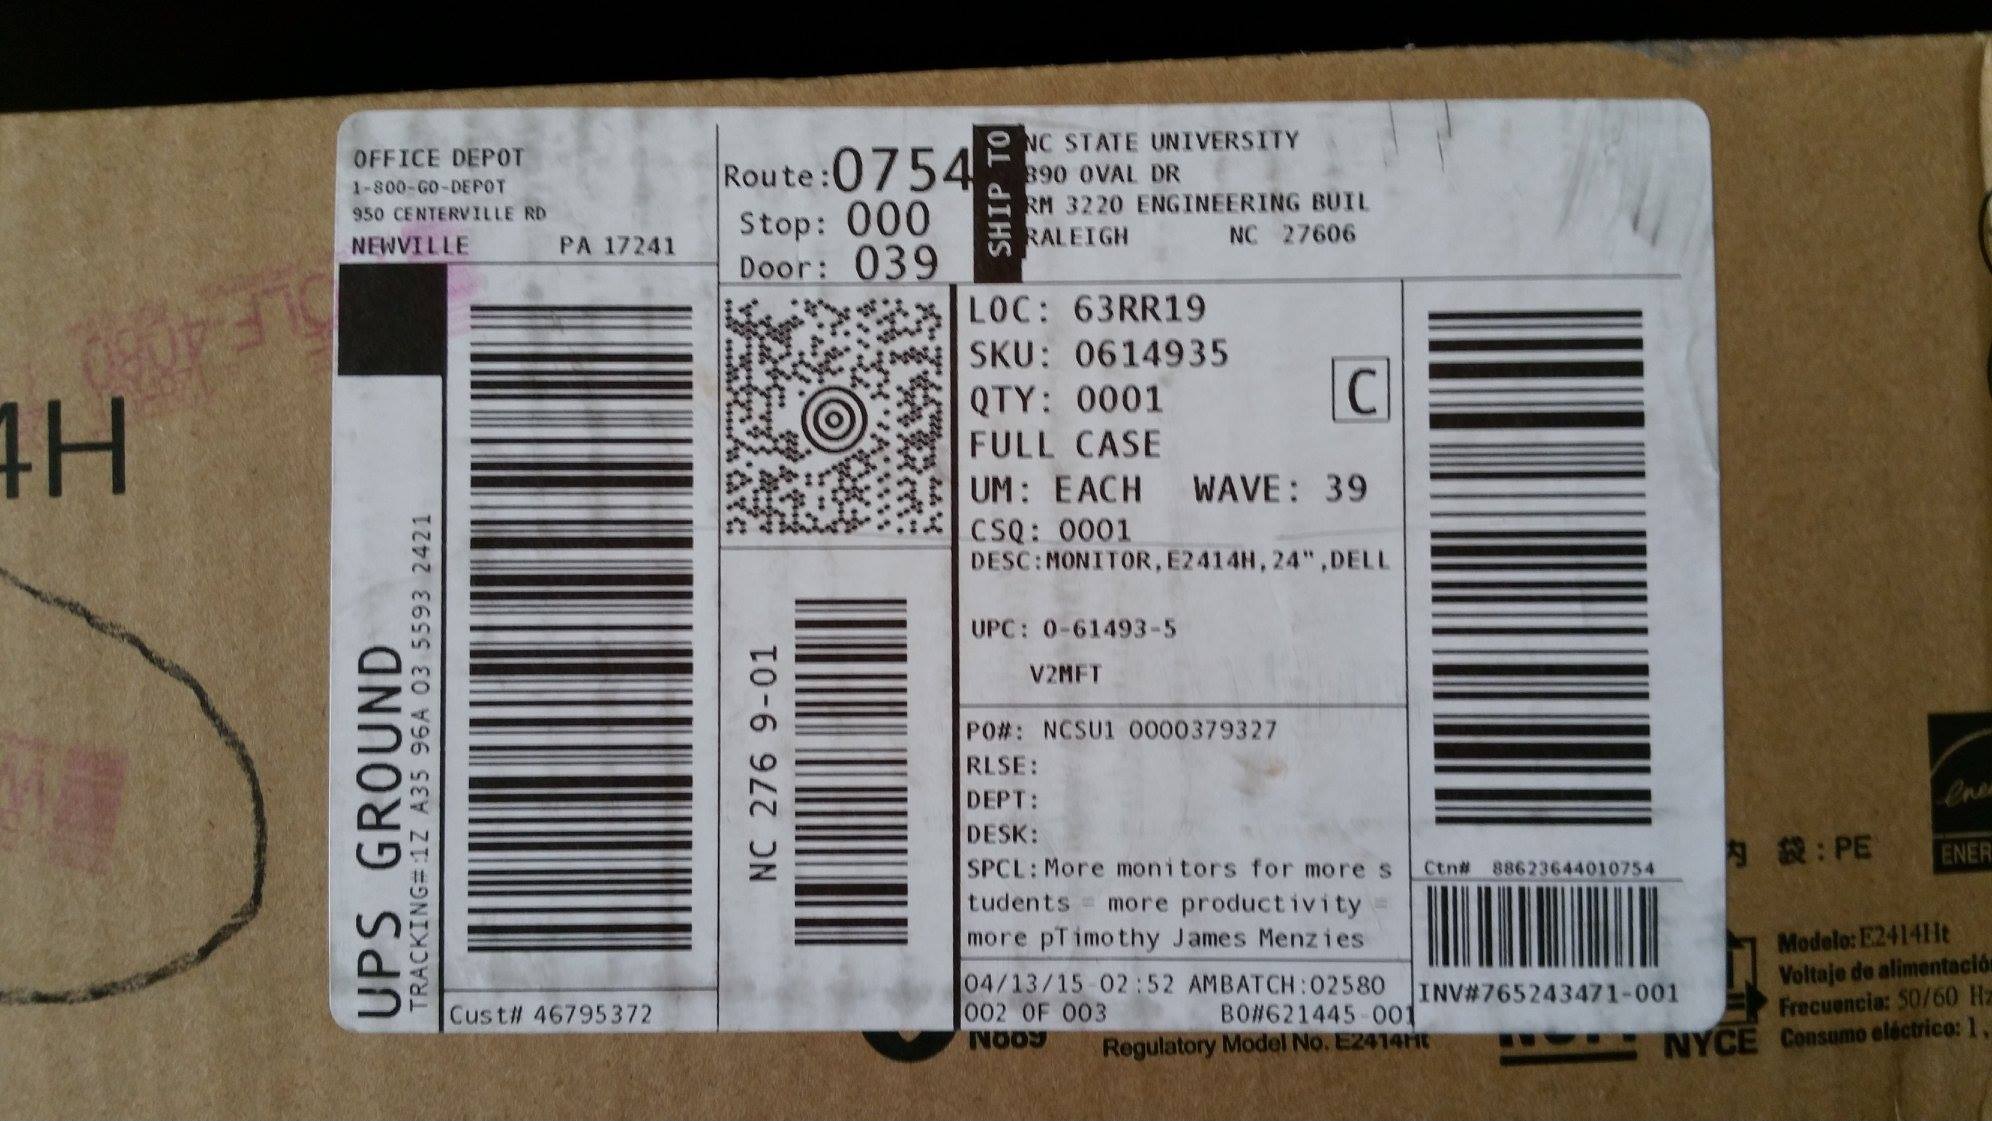 OFFICE DEPOT
1-800-GO-DEPOT
950 CENTERVILLE RD
NEWVILLE PA 17241
Route:0754
Stop: 000
Door: 039
SHIP TO
NC STATE UNIVERSITY
890 OVAL DR
RM 3220 ENGINEERING BUIL
RALEIGH NC 27606
UPS GROUND
TRACKING#:1Z A35 96A 03 5593 2421
Cust# 46795372
NC 276 9-01
LOC: 63RR19
SKU: 0614935
QTY: 0001
FULL CASE
UM: EACH WAVE: 39
CSQ: 0001
C
DESC:MONITOR,E2414H,24",DELL
UPC: 0-61493-5
V2MFT
PO#: NCSU1 0000379327
RLSE:
DEPT:
DESK:
SPCL:More monitors for more s
tudents = more productivity =
more pTimothy James Menzies
04/13/15-02:52 AMBATCH:02580
002 OF 003 BO#621445-001
Ctn# 88623644010754
INV#765243471-001
4H
内 袋:PE
ENER
Modelo:E2414Ht
Voltaje de alimentació
Frecuencia: 50/60 Hz
Consumo eléctrico: 1.
NYCE
N889
Regulatory Model No. E2414Ht